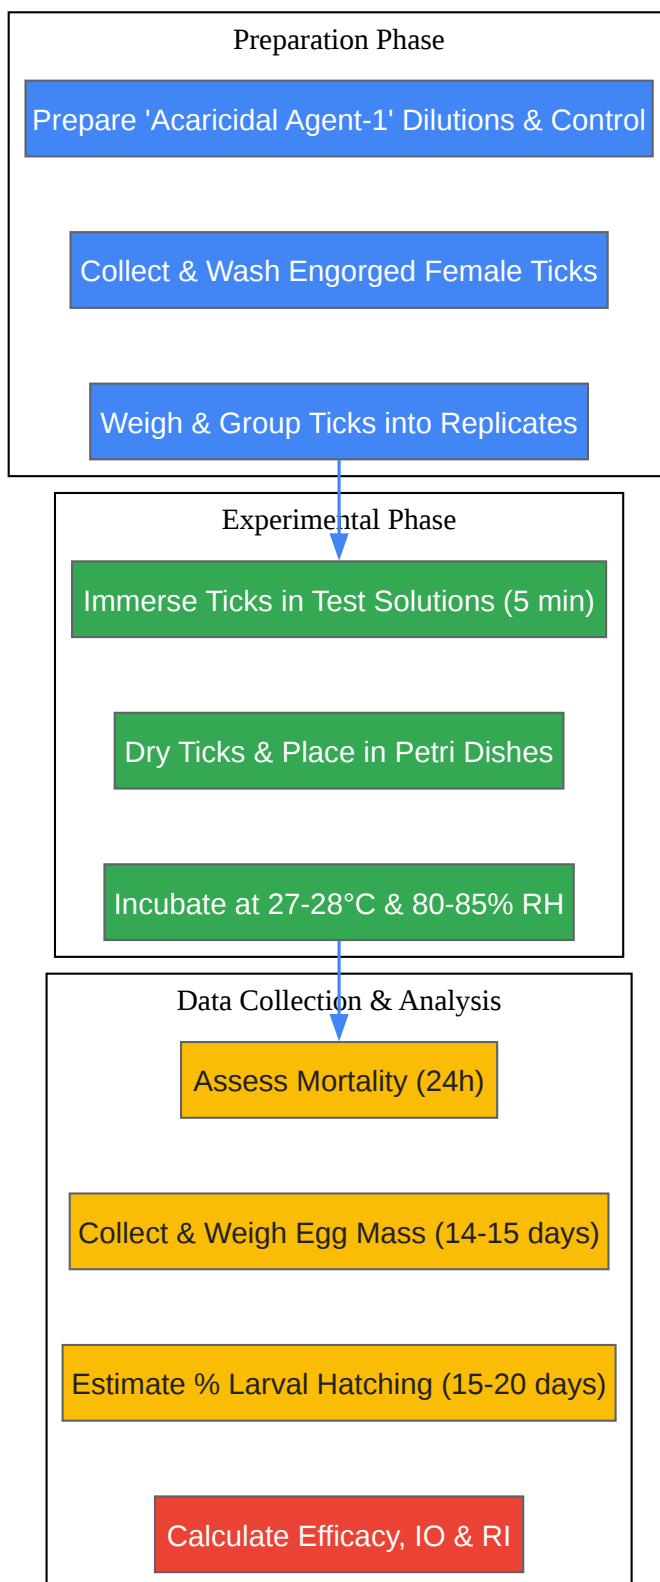 Preparation Phase
Prepare 'Acaricidal Agent-1' Dilutions & Control
Collect & Wash Engorged Female Ticks
Weigh & Group Ticks into Replicates
Experimental Phase
Immerse Ticks in Test Solutions (5 min)
Dry Ticks & Place in Petri Dishes
Incubate at 27-28°C & 80-85% RH
Data Collection & Analysis
Assess Mortality (24h)
Collect & Weigh Egg Mass (14-15 days)
Estimate % Larval Hatching (15-20 days)
Calculate Efficacy, IO & RI